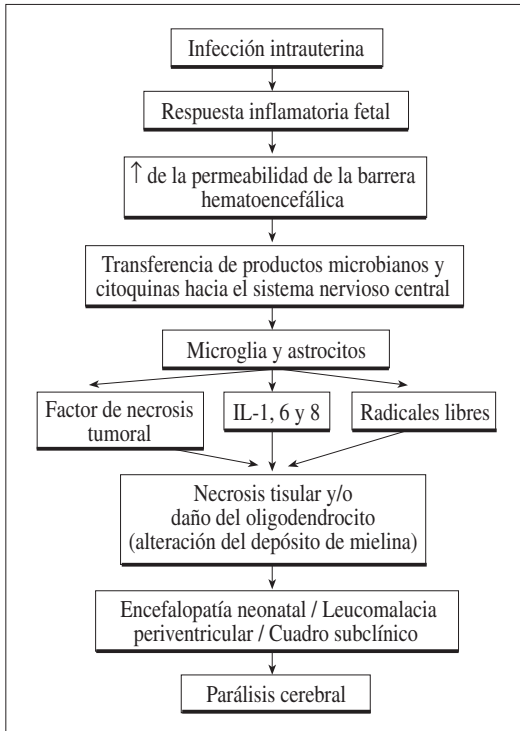 Infección intrauterina
Respuesta inflamatoria fetal
↑ de la permeabilidad de la barrera
hematoencefálica
Transferencia de productos microbianos y
citoquinas hacia el sistema nervioso central
Microglia y astrocitos
Factor de necrosis
tumoral
IL-1, 6 y 8
Radicales libres
Necrosis tisular y/o
daño del oligodendrocito
(alteración del depósito de mielina)
Encefalopatía neonatal / Leucomalacia
periventricular / Cuadro subclínico
Parálisis cerebral